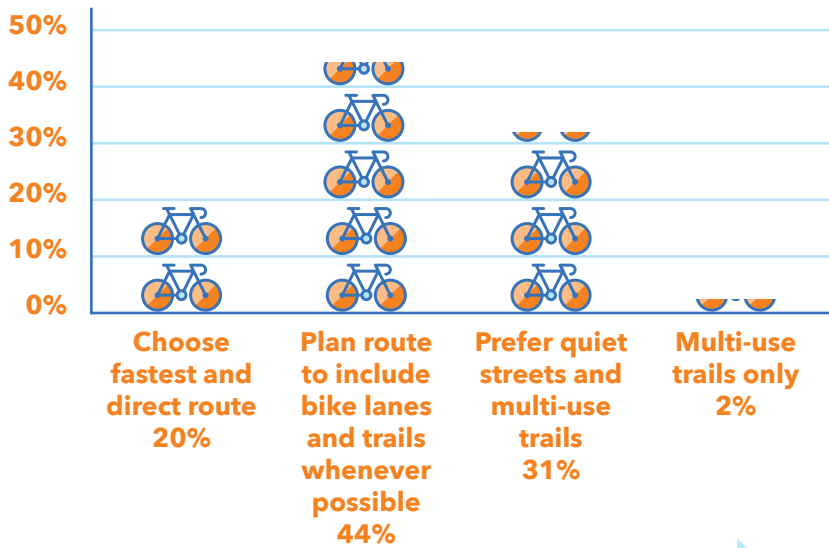 50%
40%
30%
20%
10%
0%
Choose
fastest and
direct route
20%
Plan route
to include
bike lanes
and trails
whenever
possible
44%
Prefer quiet
streets and
multi-use
trails
31%
Multi-use
trails only
2%